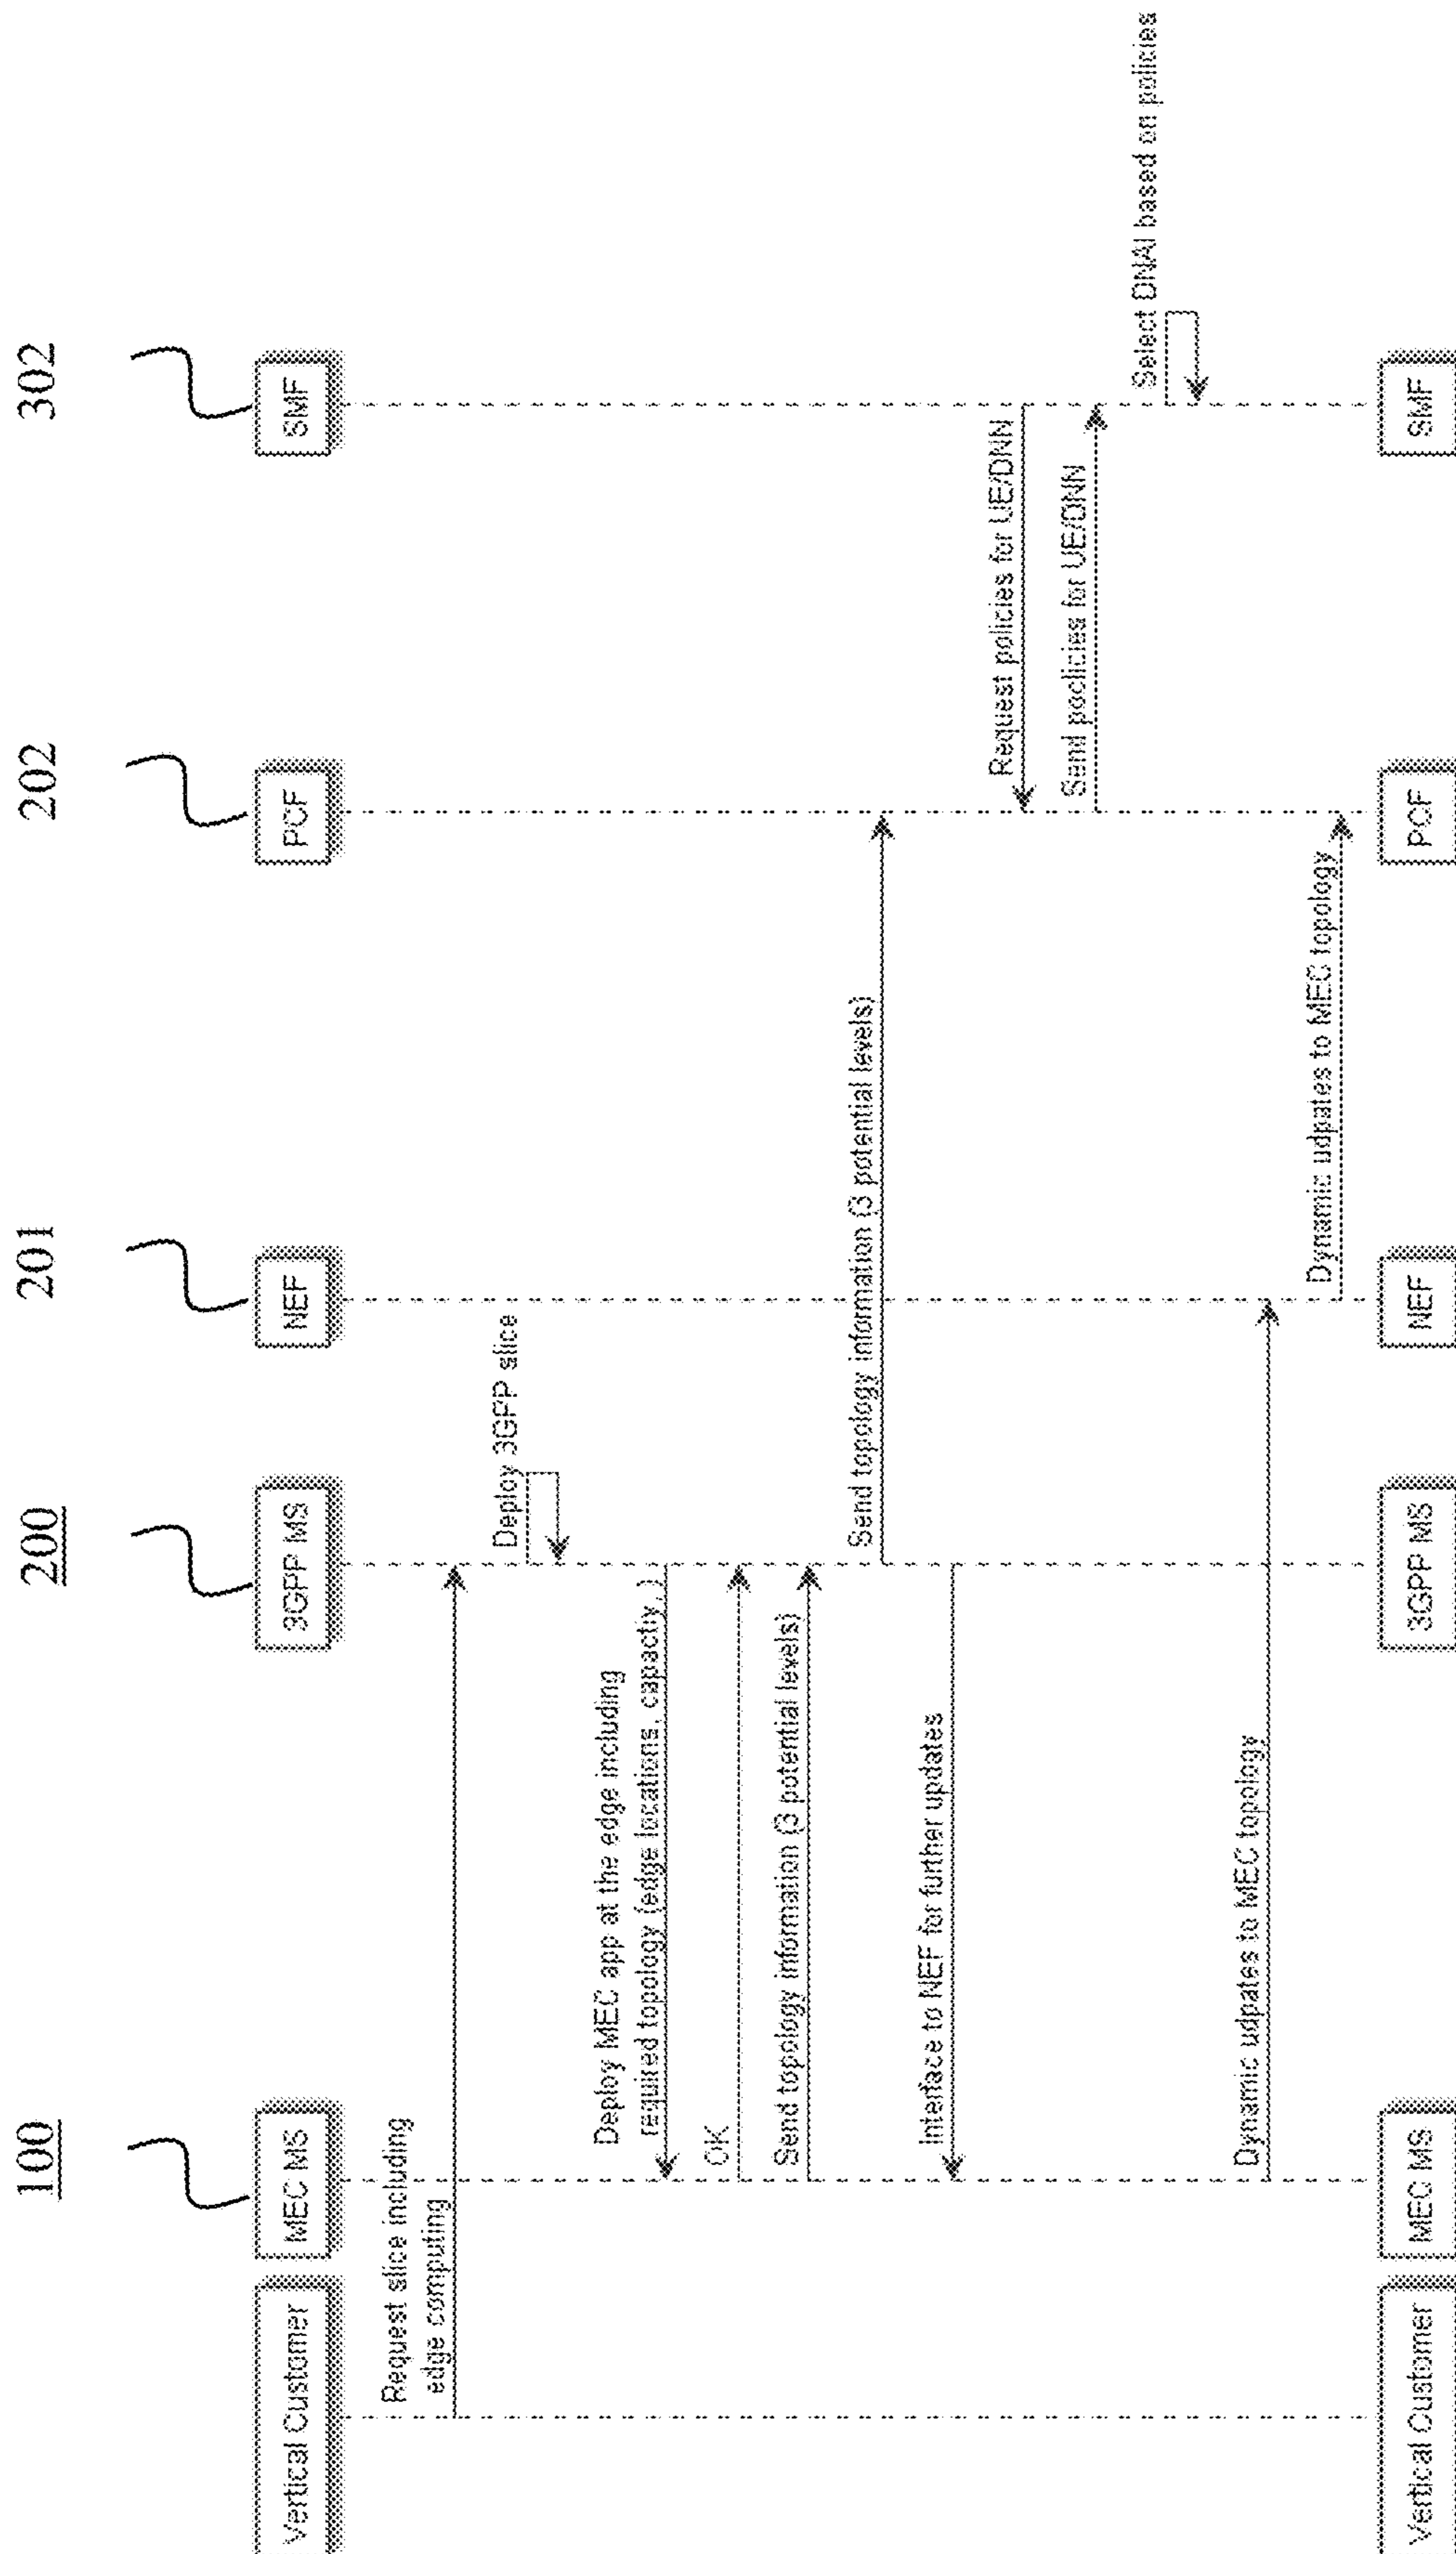 100
200
201
202
302
Vertical Customer
MEC MS
3GPP MS
NEF
PCF
SMF
Request slice including
edge computing
Deploy 3GPP slice
Deploy MEC app at the edge including
required topology (edge locations, capactiy, )
OK
Send topology information (3 potential levels)
Send topology information (3 potential levels)
Interface to NEF for further updates
Request policies for UE/DNN
Send poclicies for UE/DNN
Select DNAI based on policies
Dynamic udpates to MEC topology
Dynamic udpates to MEC topology
Vertical Customer
MEC MS
3GPP MS
NEF
PCF
SMF